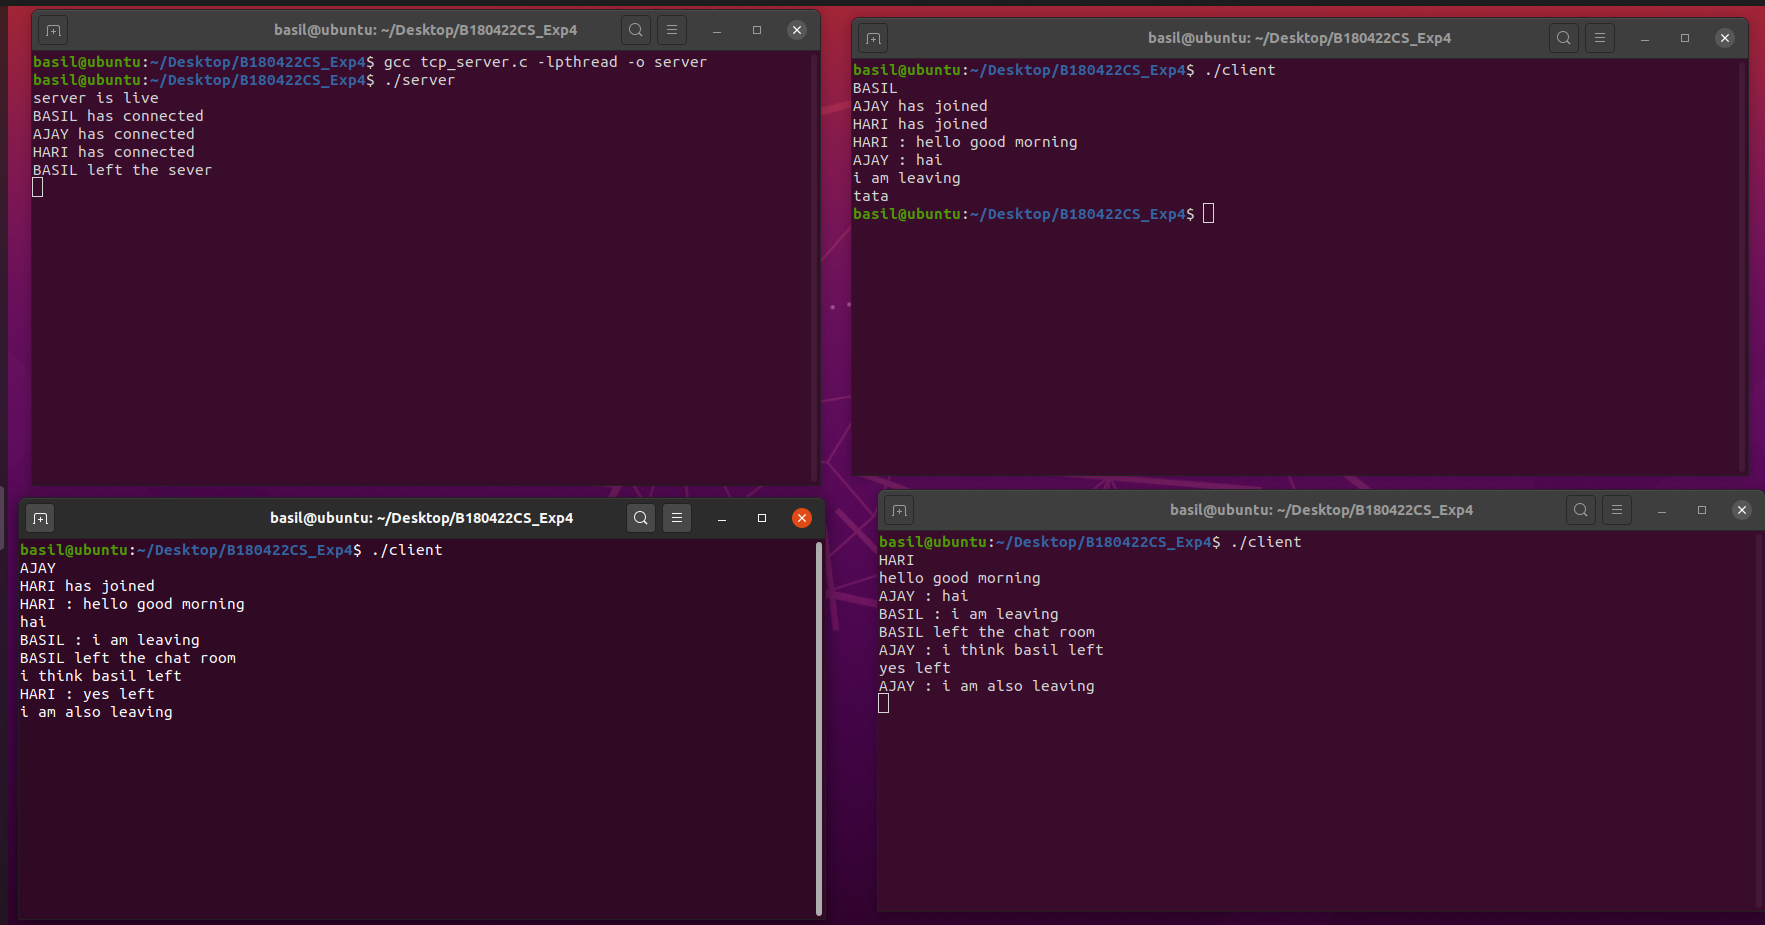 basil@ubuntu: ~/Desktop/B180422CS_Exp4
basil@ubuntu:~/Desktop/B180422CS_Exp4$ gcc tcp_server.c -lpthread -o server
basil@ubuntu:~/Desktop/B180422CS_Exp4$ ./server
server is live
BASIL has connected
AJAY has connected
HARI has connected
BASIL left the sever
basil@ubuntu: ~/Desktop/B180422CS_Exp4
basil@ubuntu:~/Desktop/B180422CS_Exp4$ ./client
BASIL
AJAY has joined
HARI has joined
HARI : hello good morning
AJAY : hai
i am leaving
tata
basil@ubuntu:~/Desktop/B180422CS_Exp4$
basil@ubuntu: ~/Desktop/B180422CS_Exp4
basil@ubuntu:~/Desktop/B180422CS_Exp4$ ./client
AJAY
HARI has joined
HARI : hello good morning
hai
BASIL : i am leaving
BASIL left the chat room
i think basil left
HARI : yes left
i am also leaving
basil@ubuntu: ~/Desktop/B180422CS_Exp4
basil@ubuntu:~/Desktop/B180422CS_Exp4$ ./client
HARI
hello good morning
AJAY : hai
BASIL : i am leaving
BASIL left the chat room
AJAY : i think basil left
yes left
AJAY : i am also leaving